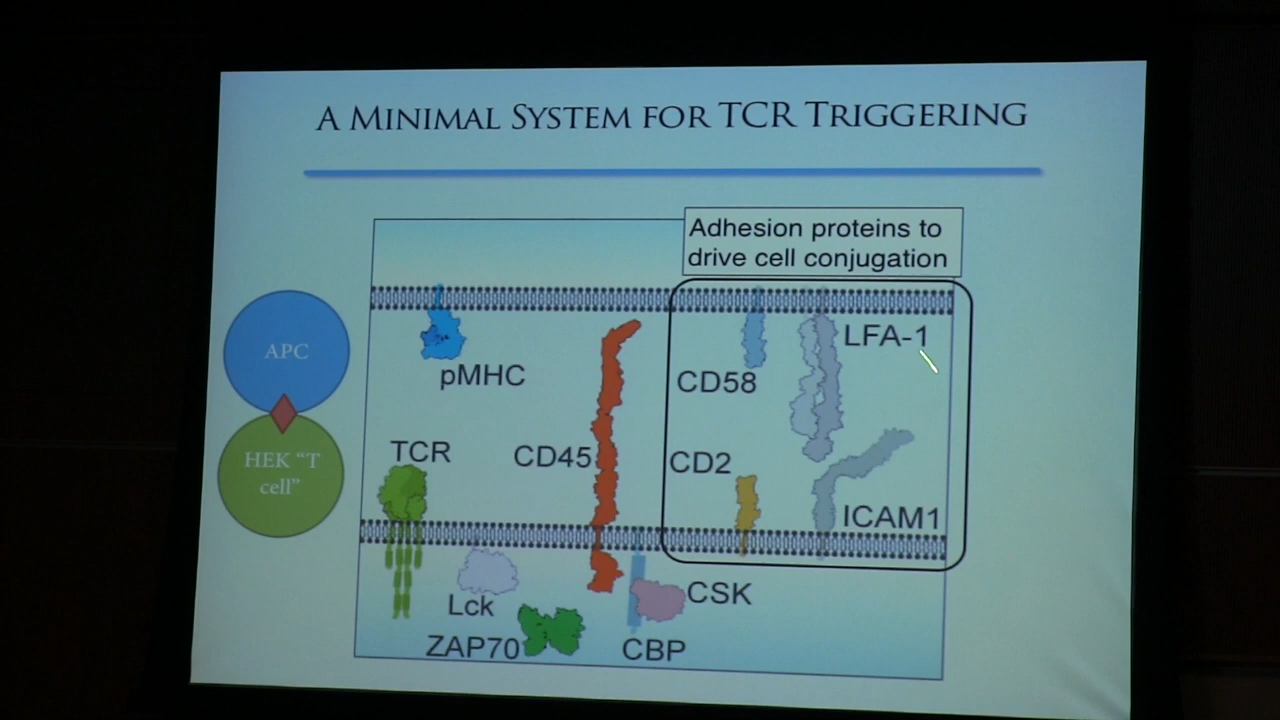 A Minimal System for TCR Triggering
Adhesion proteins to
drive cell conjugation
APC
HEK “T
cell”
pMHC
TCR
CD45
CD58
LFA-1
CD2
ICAM1
Lck
ZAP70
CBP
CSK